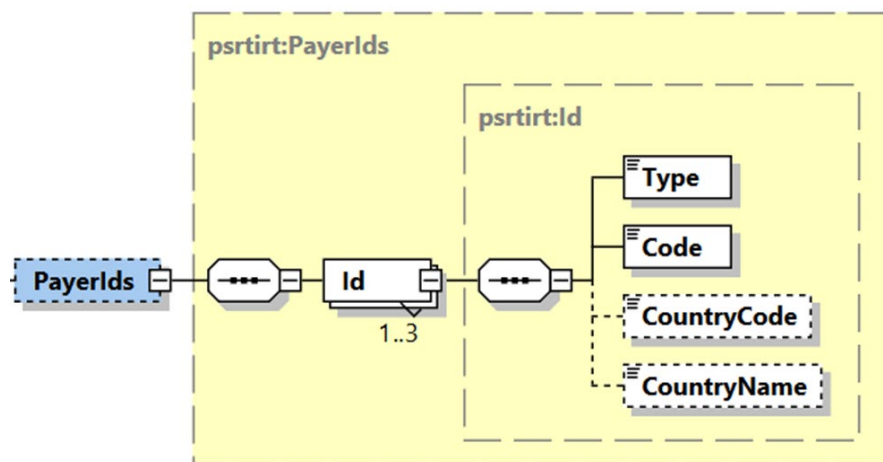 psrtirt:PayerIds
psrtirt:Id
Type
Code
PayerIds
Id
1..3
CountryCode
CountryName